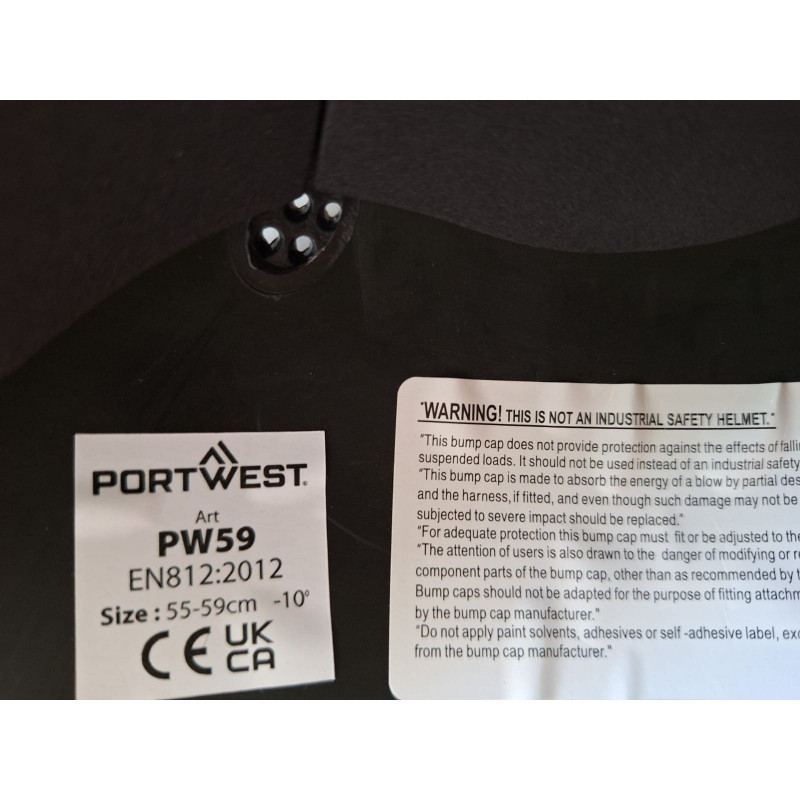 PORTWEST®
Art
PW59
EN812:2012
Size : 55-59cm -10°
CE UK
CA
"WARNING! THIS IS NOT AN INDUSTRIAL SAFETY HELMET."
"This bump cap does not provide protection against the effects of
suspended loads. It should not be used instead of an industrial safety
"This bump cap is made to absorb the energy of a blow by partial
and the harness, if fitted, and even though such damage may not be
subjected to severe impact should be replaced."
"For adequate protection this bump cap must fit or be adjusted to the
"The attention of users is also drawn to the danger of modifying or
component parts of the bump cap, other than as recommended by
Bump caps should not be adapted for the purpose of fitting
by the bump cap manufacturer."
"Do not apply paint solvents, adhesives or self -adhesive label,
from the bump cap manufacturer."